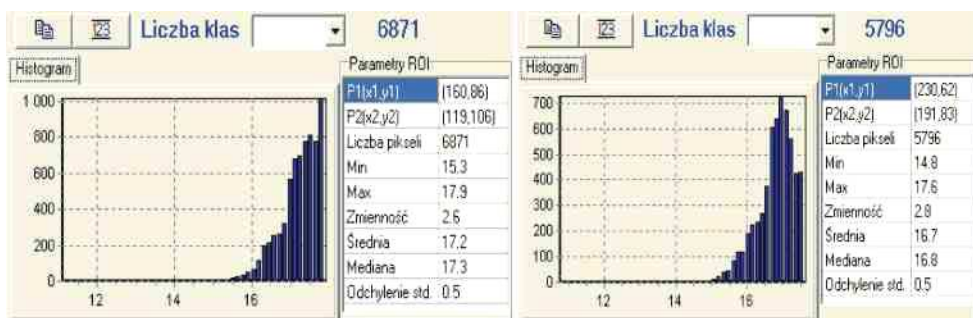 123 Liczba klas 6871
Histogram
Parametry ROI
P1(x1,y1) (160,86)
P2(x2,y2) (119,106)
Liczba pikseli 6871
Min 15.3
Max 17.9
Zmienność 2.6
Średnia 17.2
Mediana 17.3
Odchylenie std. 0.5
1 000
800
600
400
200
0
12 14 16
123 Liczba klas 5796
Histogram
Parametry ROI
P1(x1,y1) (230,62)
P2(x2,y2) (191,83)
Liczba pikseli 5796
Min 14.8
Max 17.6
Zmienność 2.8
Średnia 16.7
Mediana 16.8
Odchylenie std. 0.5
700
600
500
400
300
200
100
0
12 14 16